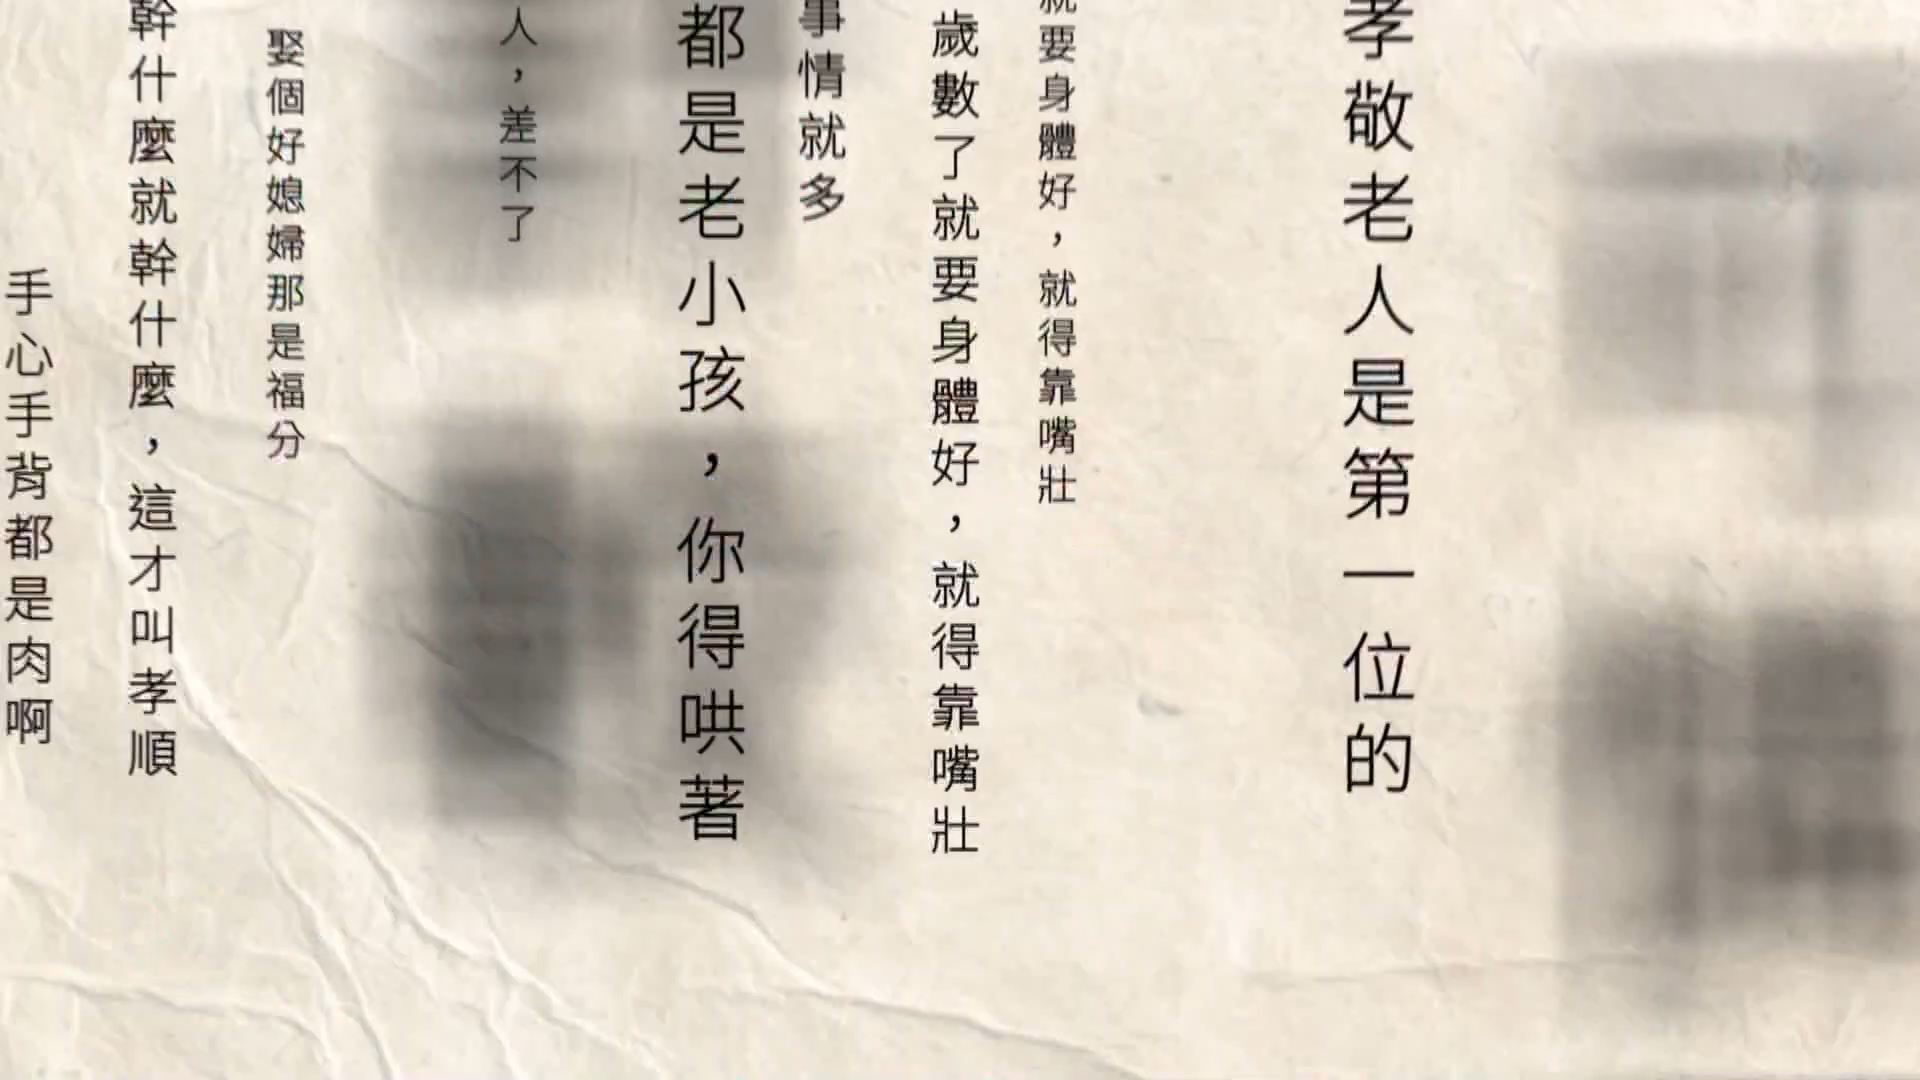 孝敬老人是第一位的
就要身體好，就得靠嘴壯
歲數了就要身體好，就得靠嘴壯
事情就多
都是老小孩，你得哄著
人，差不了
娶個好媳婦那是福分
幹什麼就幹什麼，這才叫孝順
手心手背都是肉啊